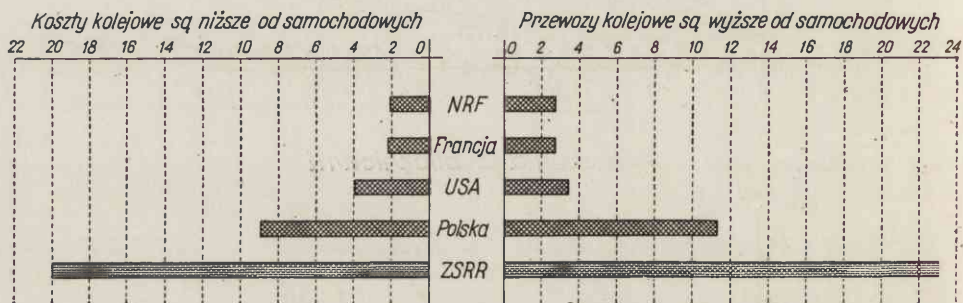 Koszty kolejowe są niższe od samochodowych Przewozy kolejowe są wyższe od samochodowych
22 20 18 16 14 12 10 8 6 4 2 0 0 2 4 6 8 10 12 14 16 18 20 22 24
NRF
Francja
USA
Polska
ZSRR